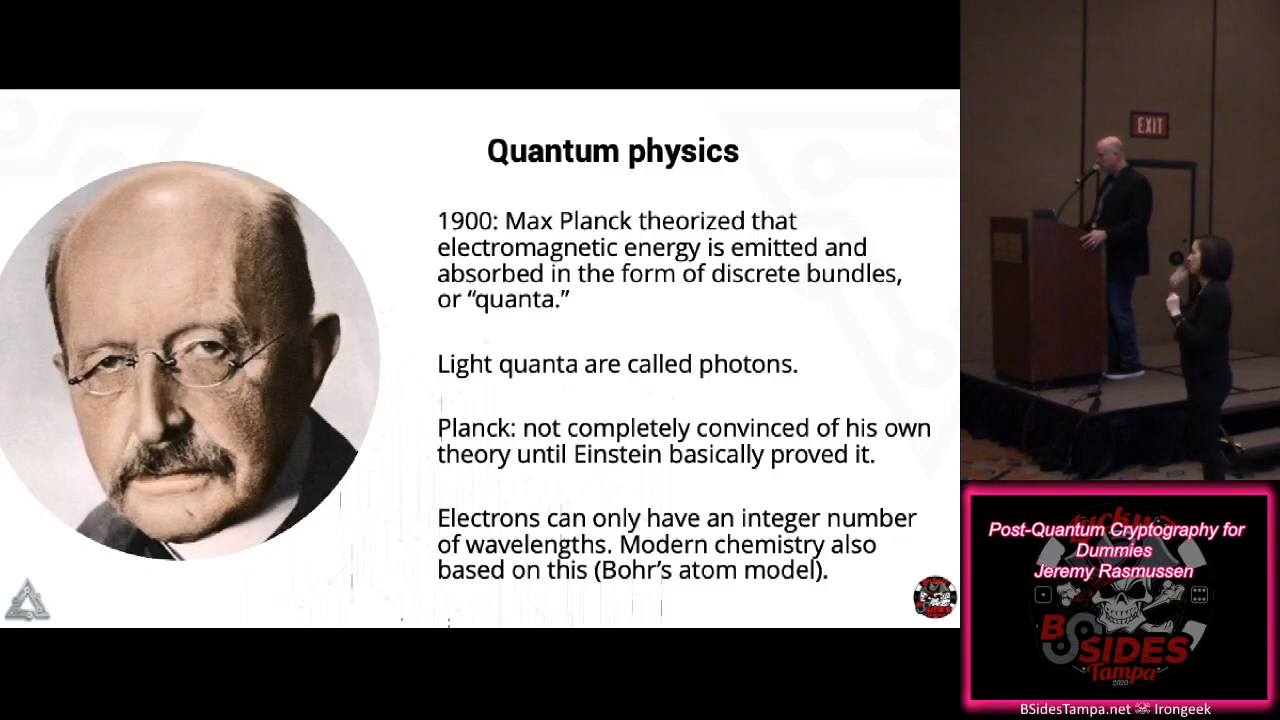 Quantum physics
1900: Max Planck theorized that
electromagnetic energy is emitted and
absorbed in the form of discrete bundles,
or “quanta.”
Light quanta are called photons.
Planck: not completely convinced of his own
theory until Einstein basically proved it.
Electrons can only have an integer number
of wavelengths. Modern chemistry also
based on this (Bohr’s atom model).
EXIT
Post-Quantum Cryptography for
Dummies
Jeremy Rasmussen
B SIDES
Tampa
2020
BSidesTampa.net Irongeek